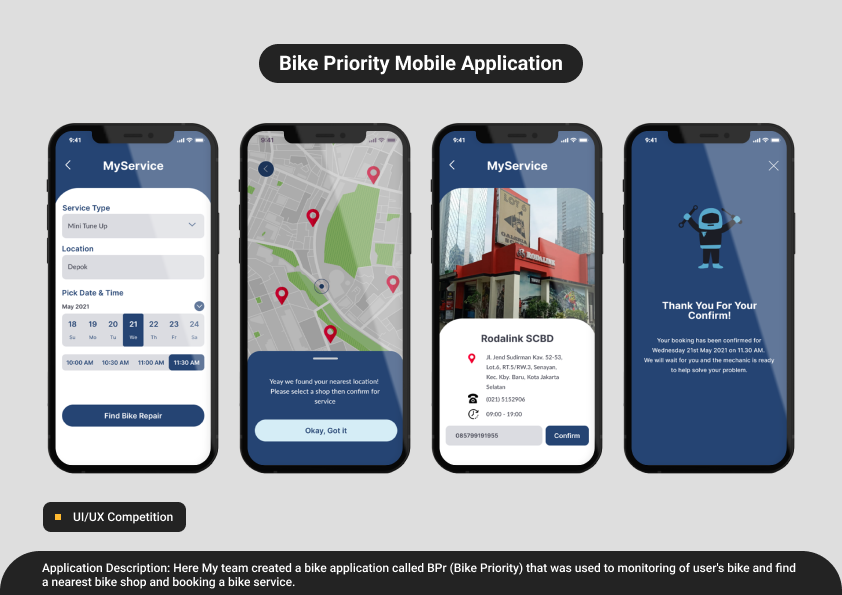 Bike Priority Mobile Application
9:41
MyService
Service Type
Mini Tune Up
Location
Depok
Pick Date & Time
May 2021
18 19 20 21 22 23 24
Su Mo Tu We Th Fr Sa
10:00 AM 10:30 AM 11:00 AM 11:30 AM
Find Bike Repair
9:41
Yeay we found your nearest location!
Please select a shop then confirm for
service
Okay, Got it
9:41
MyService
LOT 6
GALERIA
RODALINK
Rodalink SCBD
Jl. Jend Sudirman Kav. 52-53,
Lot.6, RT.5/RW.3, Senayan,
Kec. Kby. Baru, Kota Jakarta
Selatan
(021) 5152906
09:00 - 19:00
085799191955
Confirm
9:41
Thank You For Your
Confirm!
Your booking has been confirmed for
Wednesday 21st May 2021 on 11.30 AM.
We will wait for you and the mechanic is ready
to help solve your problem.
UI/UX Competition
Application Description: Here My team created a bike application called BPr (Bike Priority) that was used to monitoring of user's bike and find
a nearest bike shop and booking a bike service.